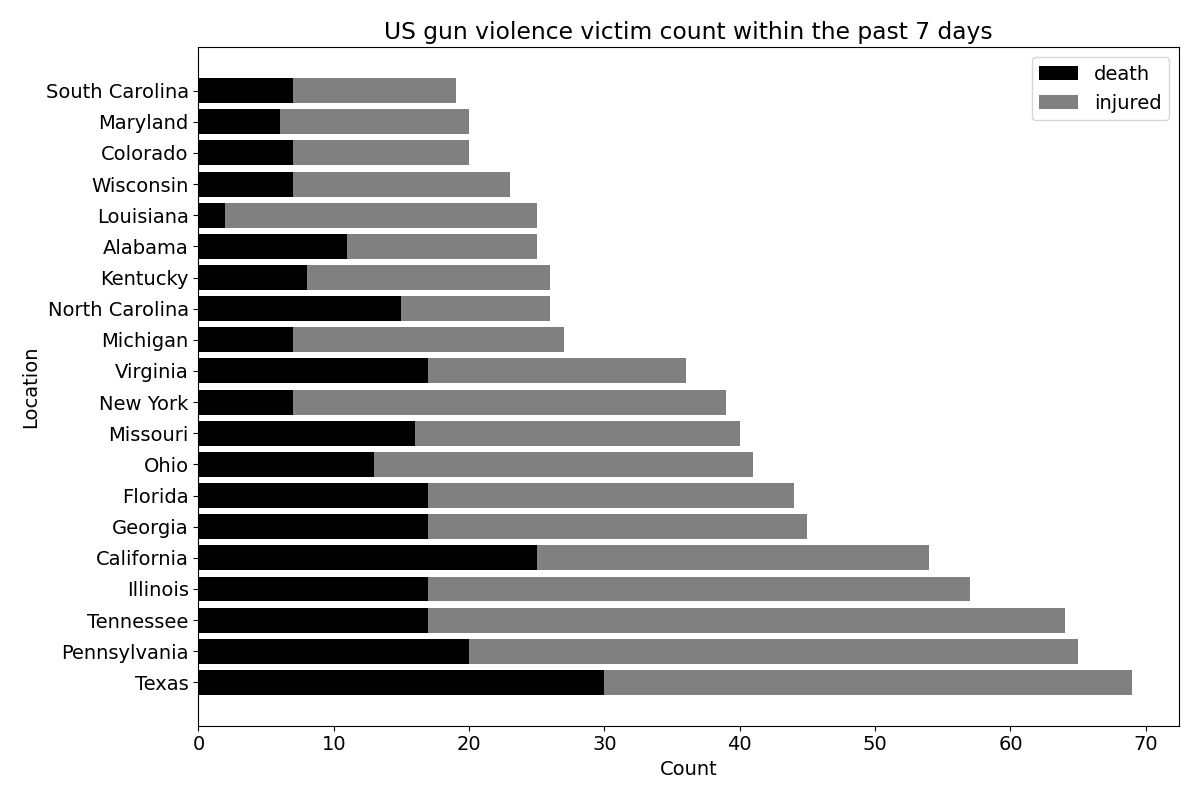 US gun violence victim count within the past 7 days
death
injured
South Carolina
Maryland
Colorado
Wisconsin
Louisiana
Alabama
Kentucky
North Carolina
Michigan
Virginia
New York
Missouri
Ohio
Florida
Georgia
California
Illinois
Tennessee
Pennsylvania
Texas
Location
0 10 20 30 40 50 60 70
Count